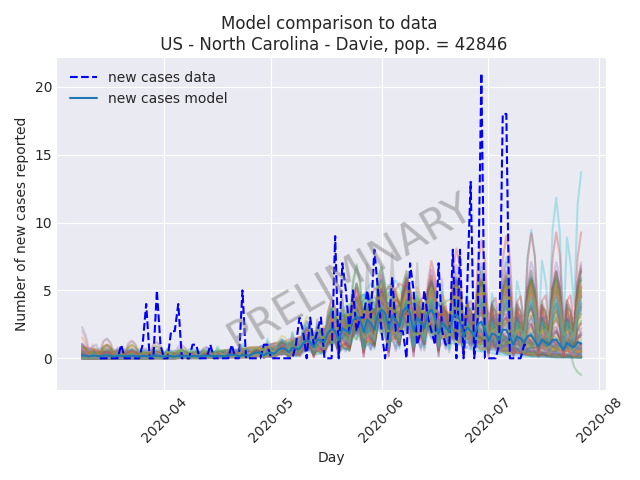 Model comparison to data
US - North Carolina - Davie, pop. = 42846
new cases data
new cases model
Number of new cases reported
20
15
10
5
0
PRELIMINARY
2020-04
2020-05
2020-06
2020-07
2020-08
Day